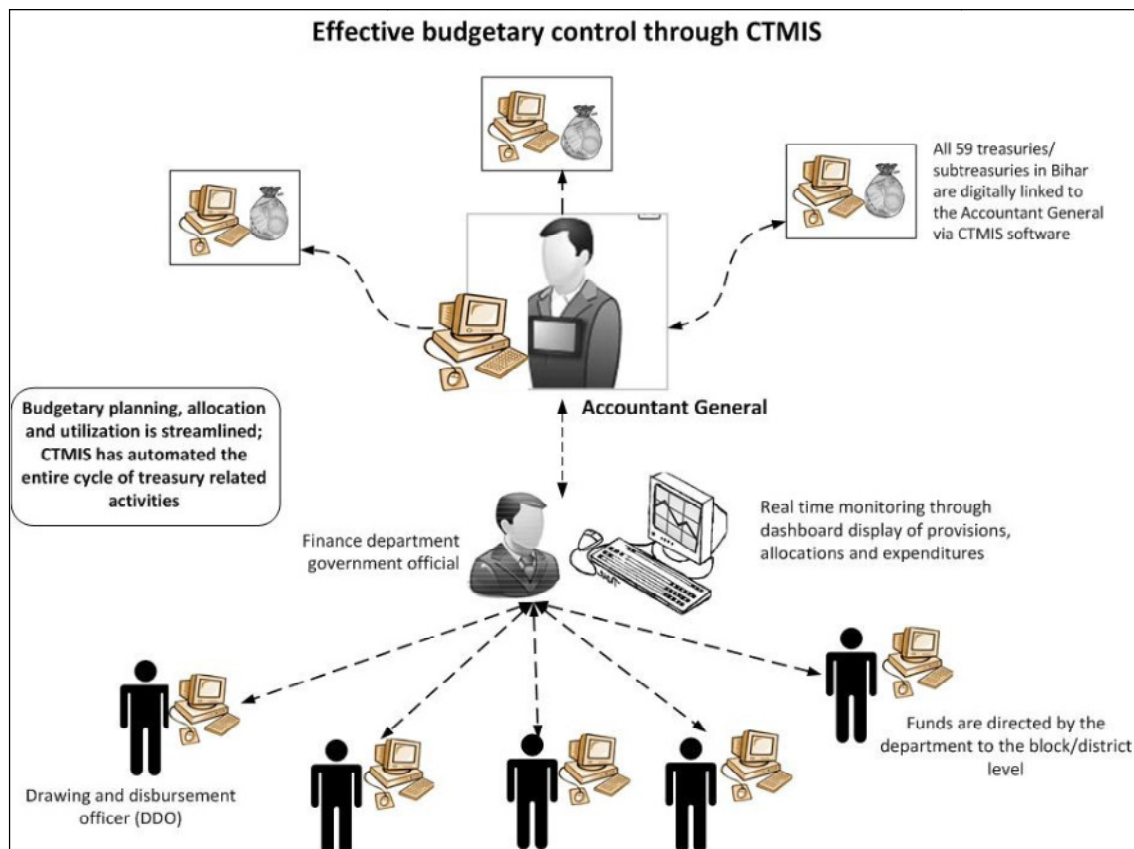 Effective budgetary control through CTMIS
All 59 treasuries/
subtreasuries in Bihar
are digitally linked to
the Accountant General
via CTMIS software
Accountant General
Budgetary planning, allocation
and utilization is streamlined;
CTMIS has automated the
entire cycle of treasury related
activities
Finance department
government official
Real time monitoring through
dashboard display of provisions,
allocations and expenditures
Funds are directed by the
department to the block/district
level
Drawing and disbursement
officer (DDO)